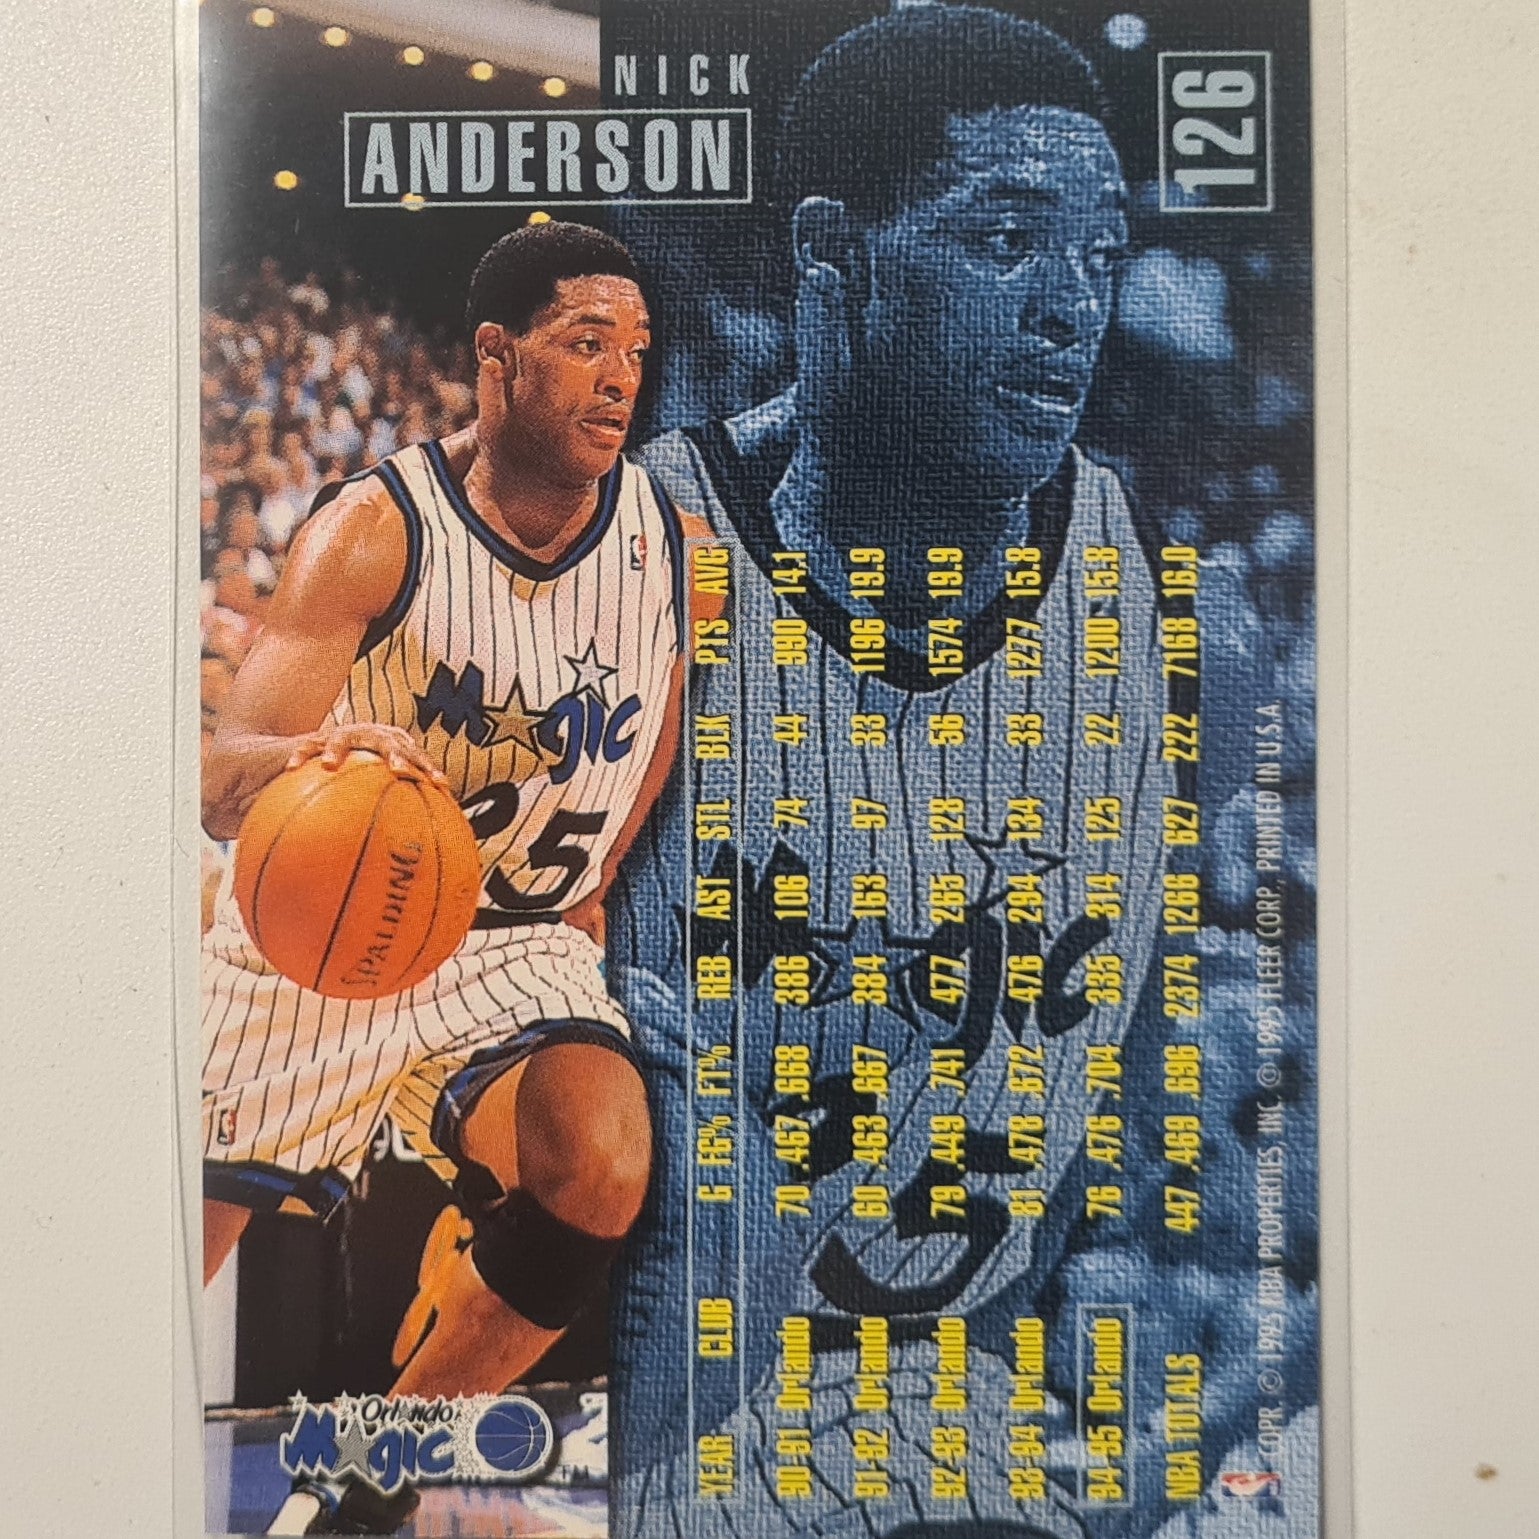 NICK
ANDERSON
126
Magic
25
SPALDING
Orlando
Magic
TM
YEAR CLUB G FG% FT% REB AST STL BLK PTS AVG
90-91 Orlando 70 .467 .668 386 106 74 44 990 14.1
91-92 Orlando 60 .463 .667 384 163 97 33 1196 19.9
92-93 Orlando 79 .449 .741 477 265 128 56 1574 19.9
93-94 Orlando 81 .478 .672 476 294 134 33 1277 15.8
94-95 Orlando 76 .476 .704 335 314 125 22 1200 15.8
NBA TOTALS 447 .469 .696 2374 1266 627 222 7168 16.0
COPR. © 1995 NBA PROPERTIES, INC. © 1995 FLEER CORP., PRINTED IN U.S.A.